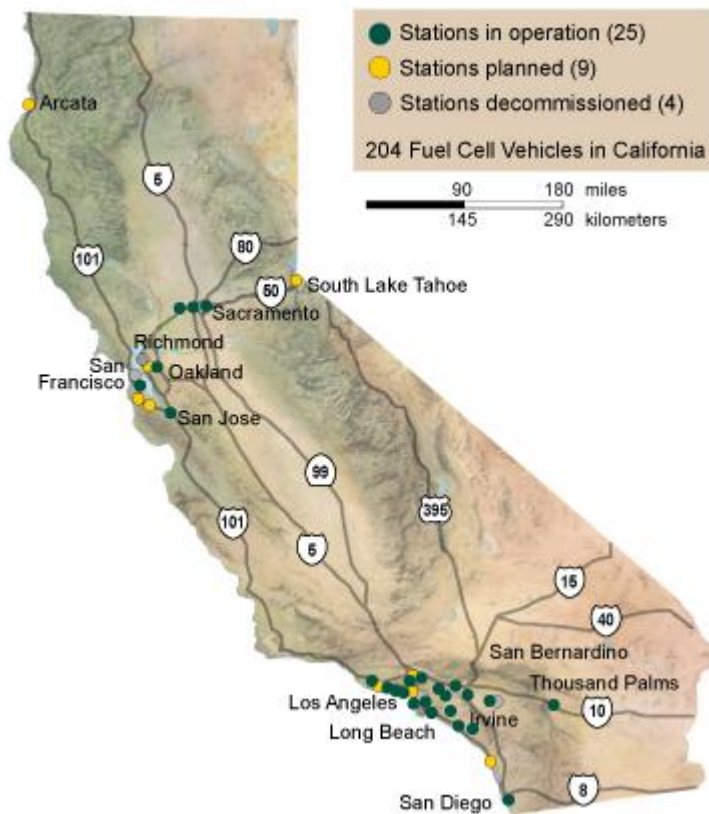 Stations in operation (25)
Stations planned (9)
Stations decommissioned (4)
204 Fuel Cell Vehicles in California
90 180 miles
145 290 kilometers
Arcata
5
101
80
50
South Lake Tahoe
Sacramento
Richmond
San
Francisco
Oakland
San Jose
99
101
395
5
15
40
San Bernardino
Thousand Palms
Los Angeles
Irvine
10
Long Beach
8
San Diego